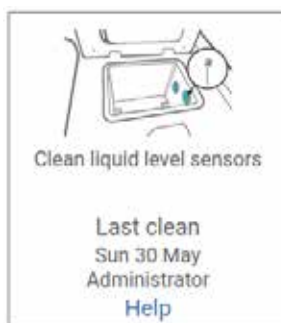 Clean liquid level sensors
Last clean
Sun 30 May
Administrator
Help